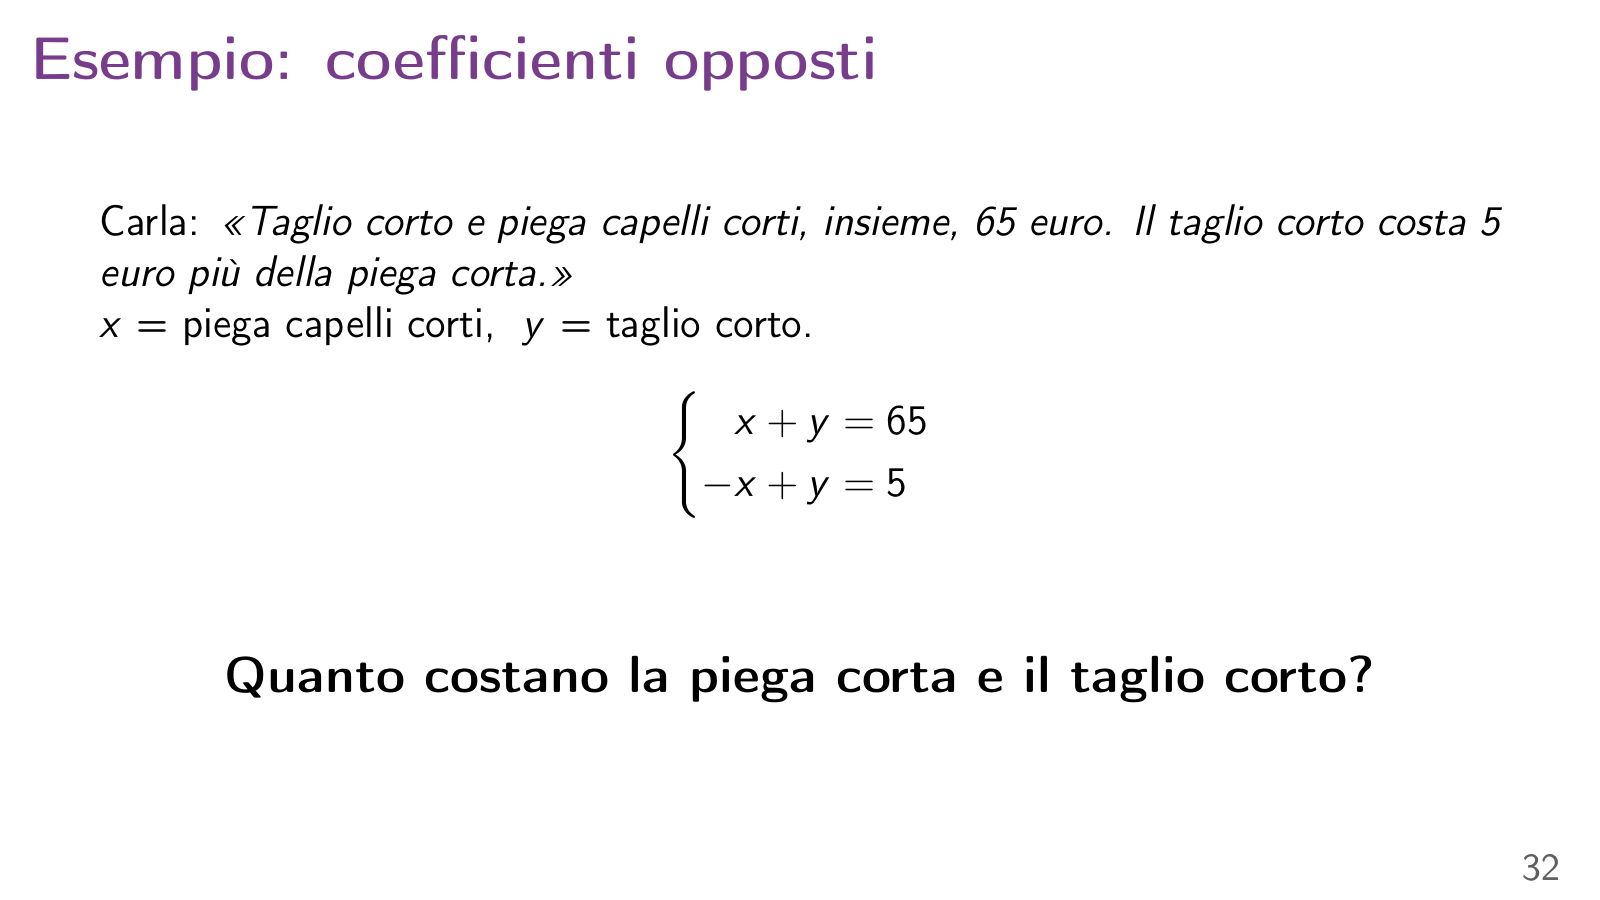 Esempio: coefficienti opposti
Carla: «Taglio corto e piega capelli corti, insieme, 65 euro. Il taglio corto costa 5
euro più della piega corta.»
x = piega capelli corti, y = taglio corto.
x + y = 65
−x + y = 5
Quanto costano la piega corta e il taglio corto?
32